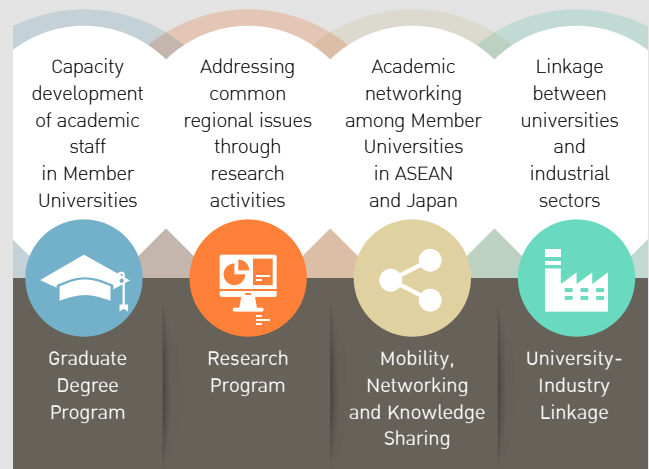 Capacity
development
of academic
staff
in Member
Universities
Addressing
common
regional issues
through
research
activities
Academic
networking
among Member
Universities
in ASEAN
and Japan
Linkage
between
universities
and
industrial
sectors
Graduate
Degree
Program
Research
Program
Mobility,
Networking
and Knowledge
Sharing
University-
Industry
Linkage